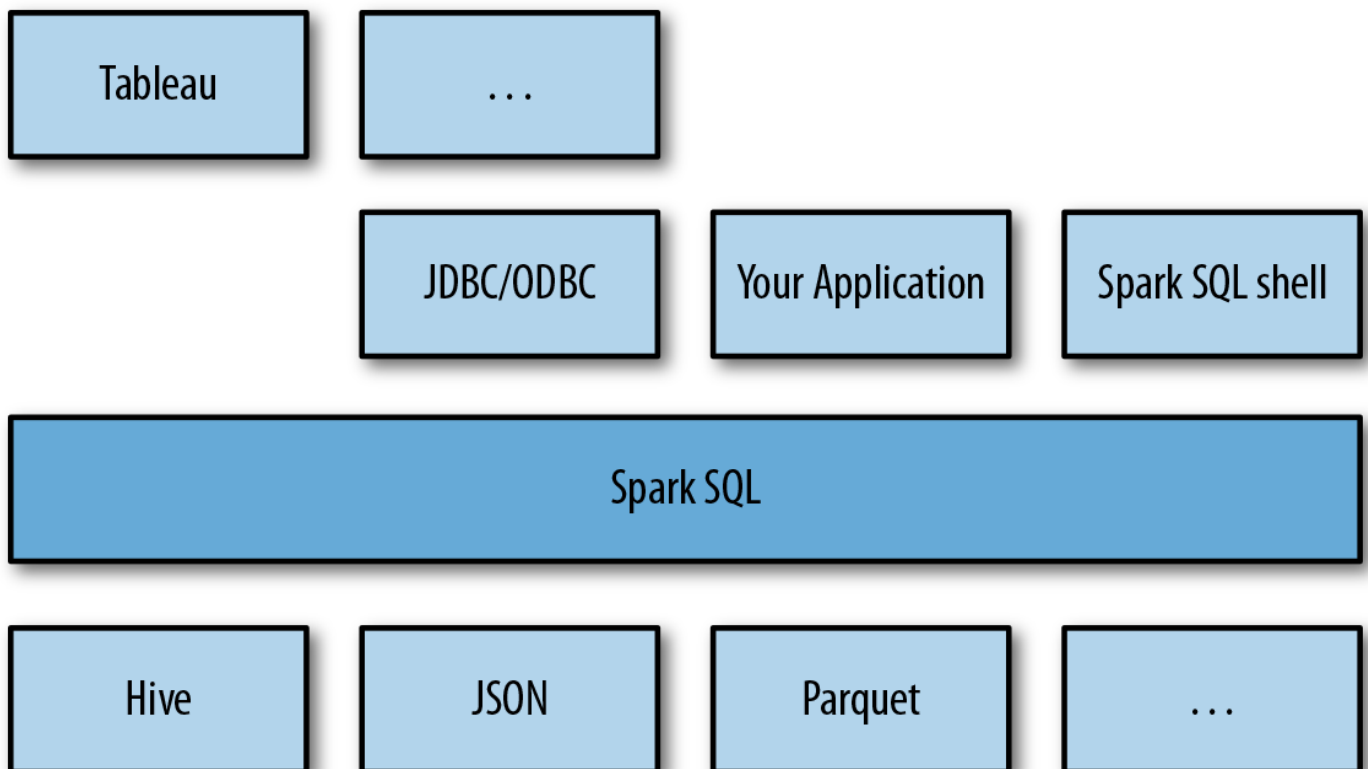 Tableau
...
JDBC/ODBC
Your Application
Spark SQL shell
Spark SQL
Hive
JSON
Parquet
...